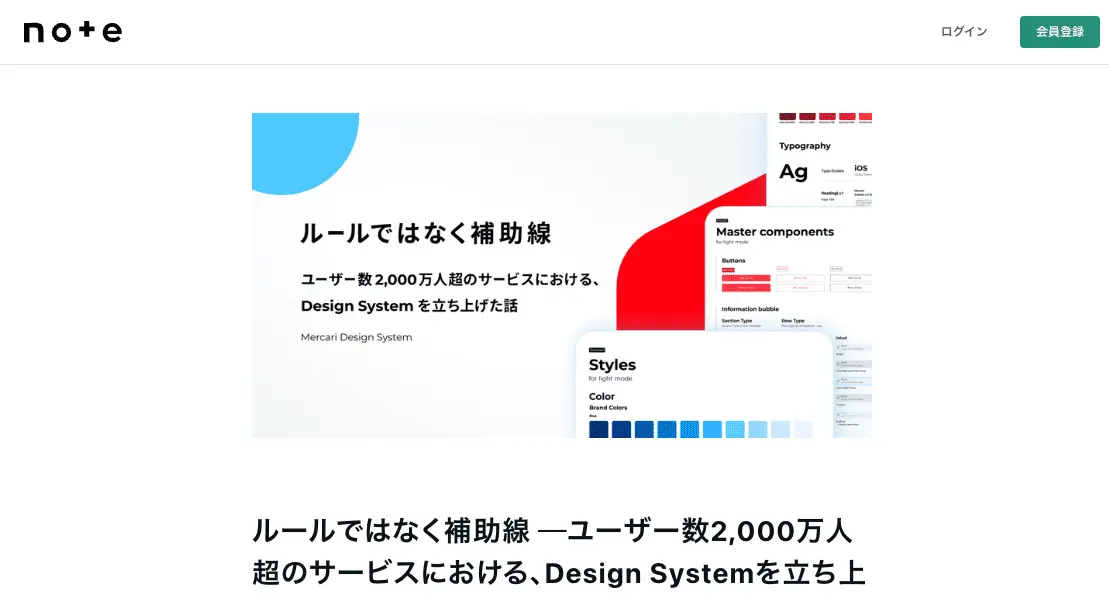 note
ログイン
会員登録
Typography
Ag
Type Scales
iOS
ルールではなく補助線
Master components
for light mode
Buttons
ユーザー数 2,000万人超のサービスにおける、
Design System を立ち上げた話
Information bubble
Section Type
Row Type
Mercari Design System
Styles
for light mode
Color
Brand Colors
Blue
ルールではなく補助線 ―ユーザー数2,000万人
超のサービスにおける、Design Systemを立ち上